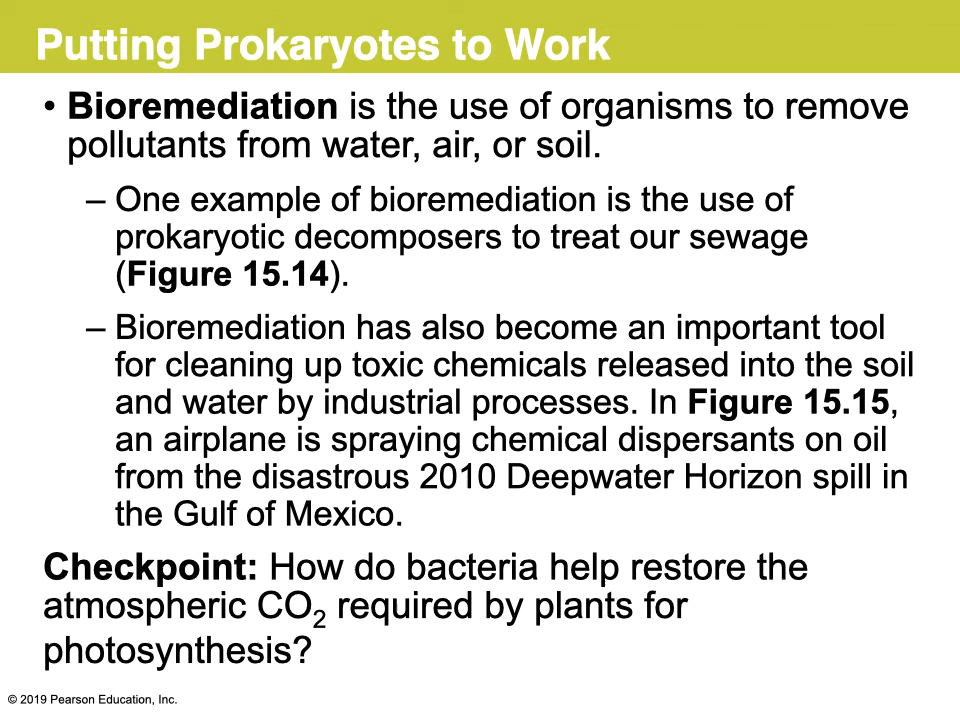 Putting Prokaryotes to Work
• Bioremediation is the use of organisms to remove
pollutants from water, air, or soil.
– One example of bioremediation is the use of
prokaryotic decomposers to treat our sewage
(Figure 15.14).
– Bioremediation has also become an important tool
for cleaning up toxic chemicals released into the soil
and water by industrial processes. In Figure 15.15,
an airplane is spraying chemical dispersants on oil
from the disastrous 2010 Deepwater Horizon spill in
the Gulf of Mexico.
Checkpoint: How do bacteria help restore the
atmospheric CO₂ required by plants for
photosynthesis?
© 2019 Pearson Education, Inc.